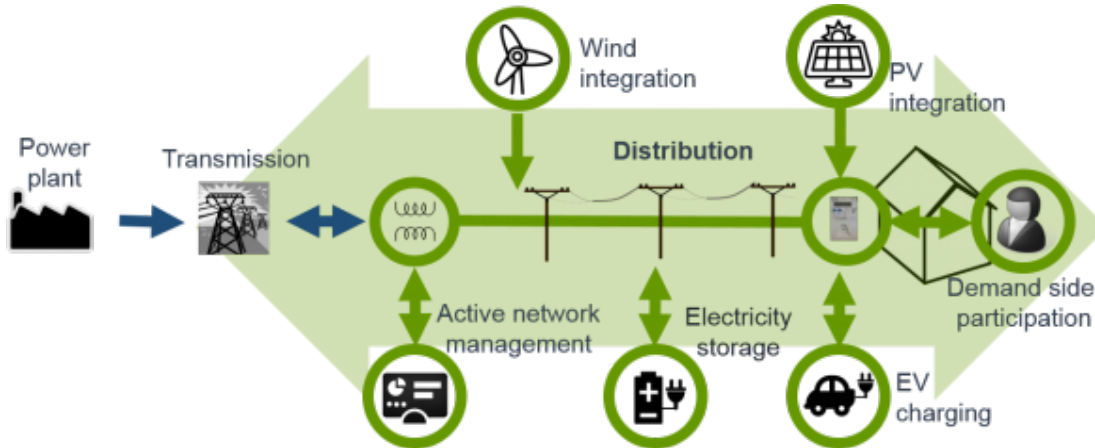 Wind
integration
PV
integration
Power
plant
Transmission
Distribution
Active network
management
Electricity
storage
Demand side
participation
EV
charging